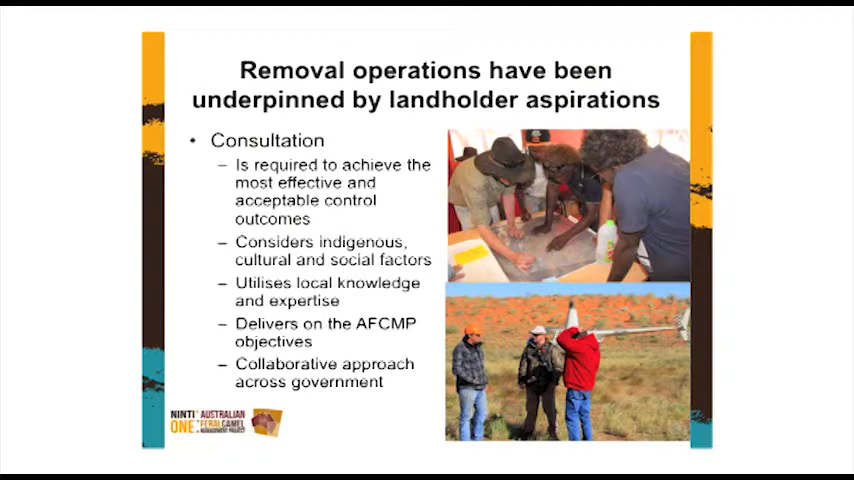 Removal operations have been
underpinned by landholder aspirations
• Consultation
– Is required to achieve the
most effective and
acceptable control
outcomes
– Considers indigenous,
cultural and social factors
– Utilises local knowledge
and expertise
– Delivers on the AFCMP
objectives
– Collaborative approach
across government
NINTI
ONE
AUSTRALIAN
FERAL CAMEL
MANAGEMENT PROJECT